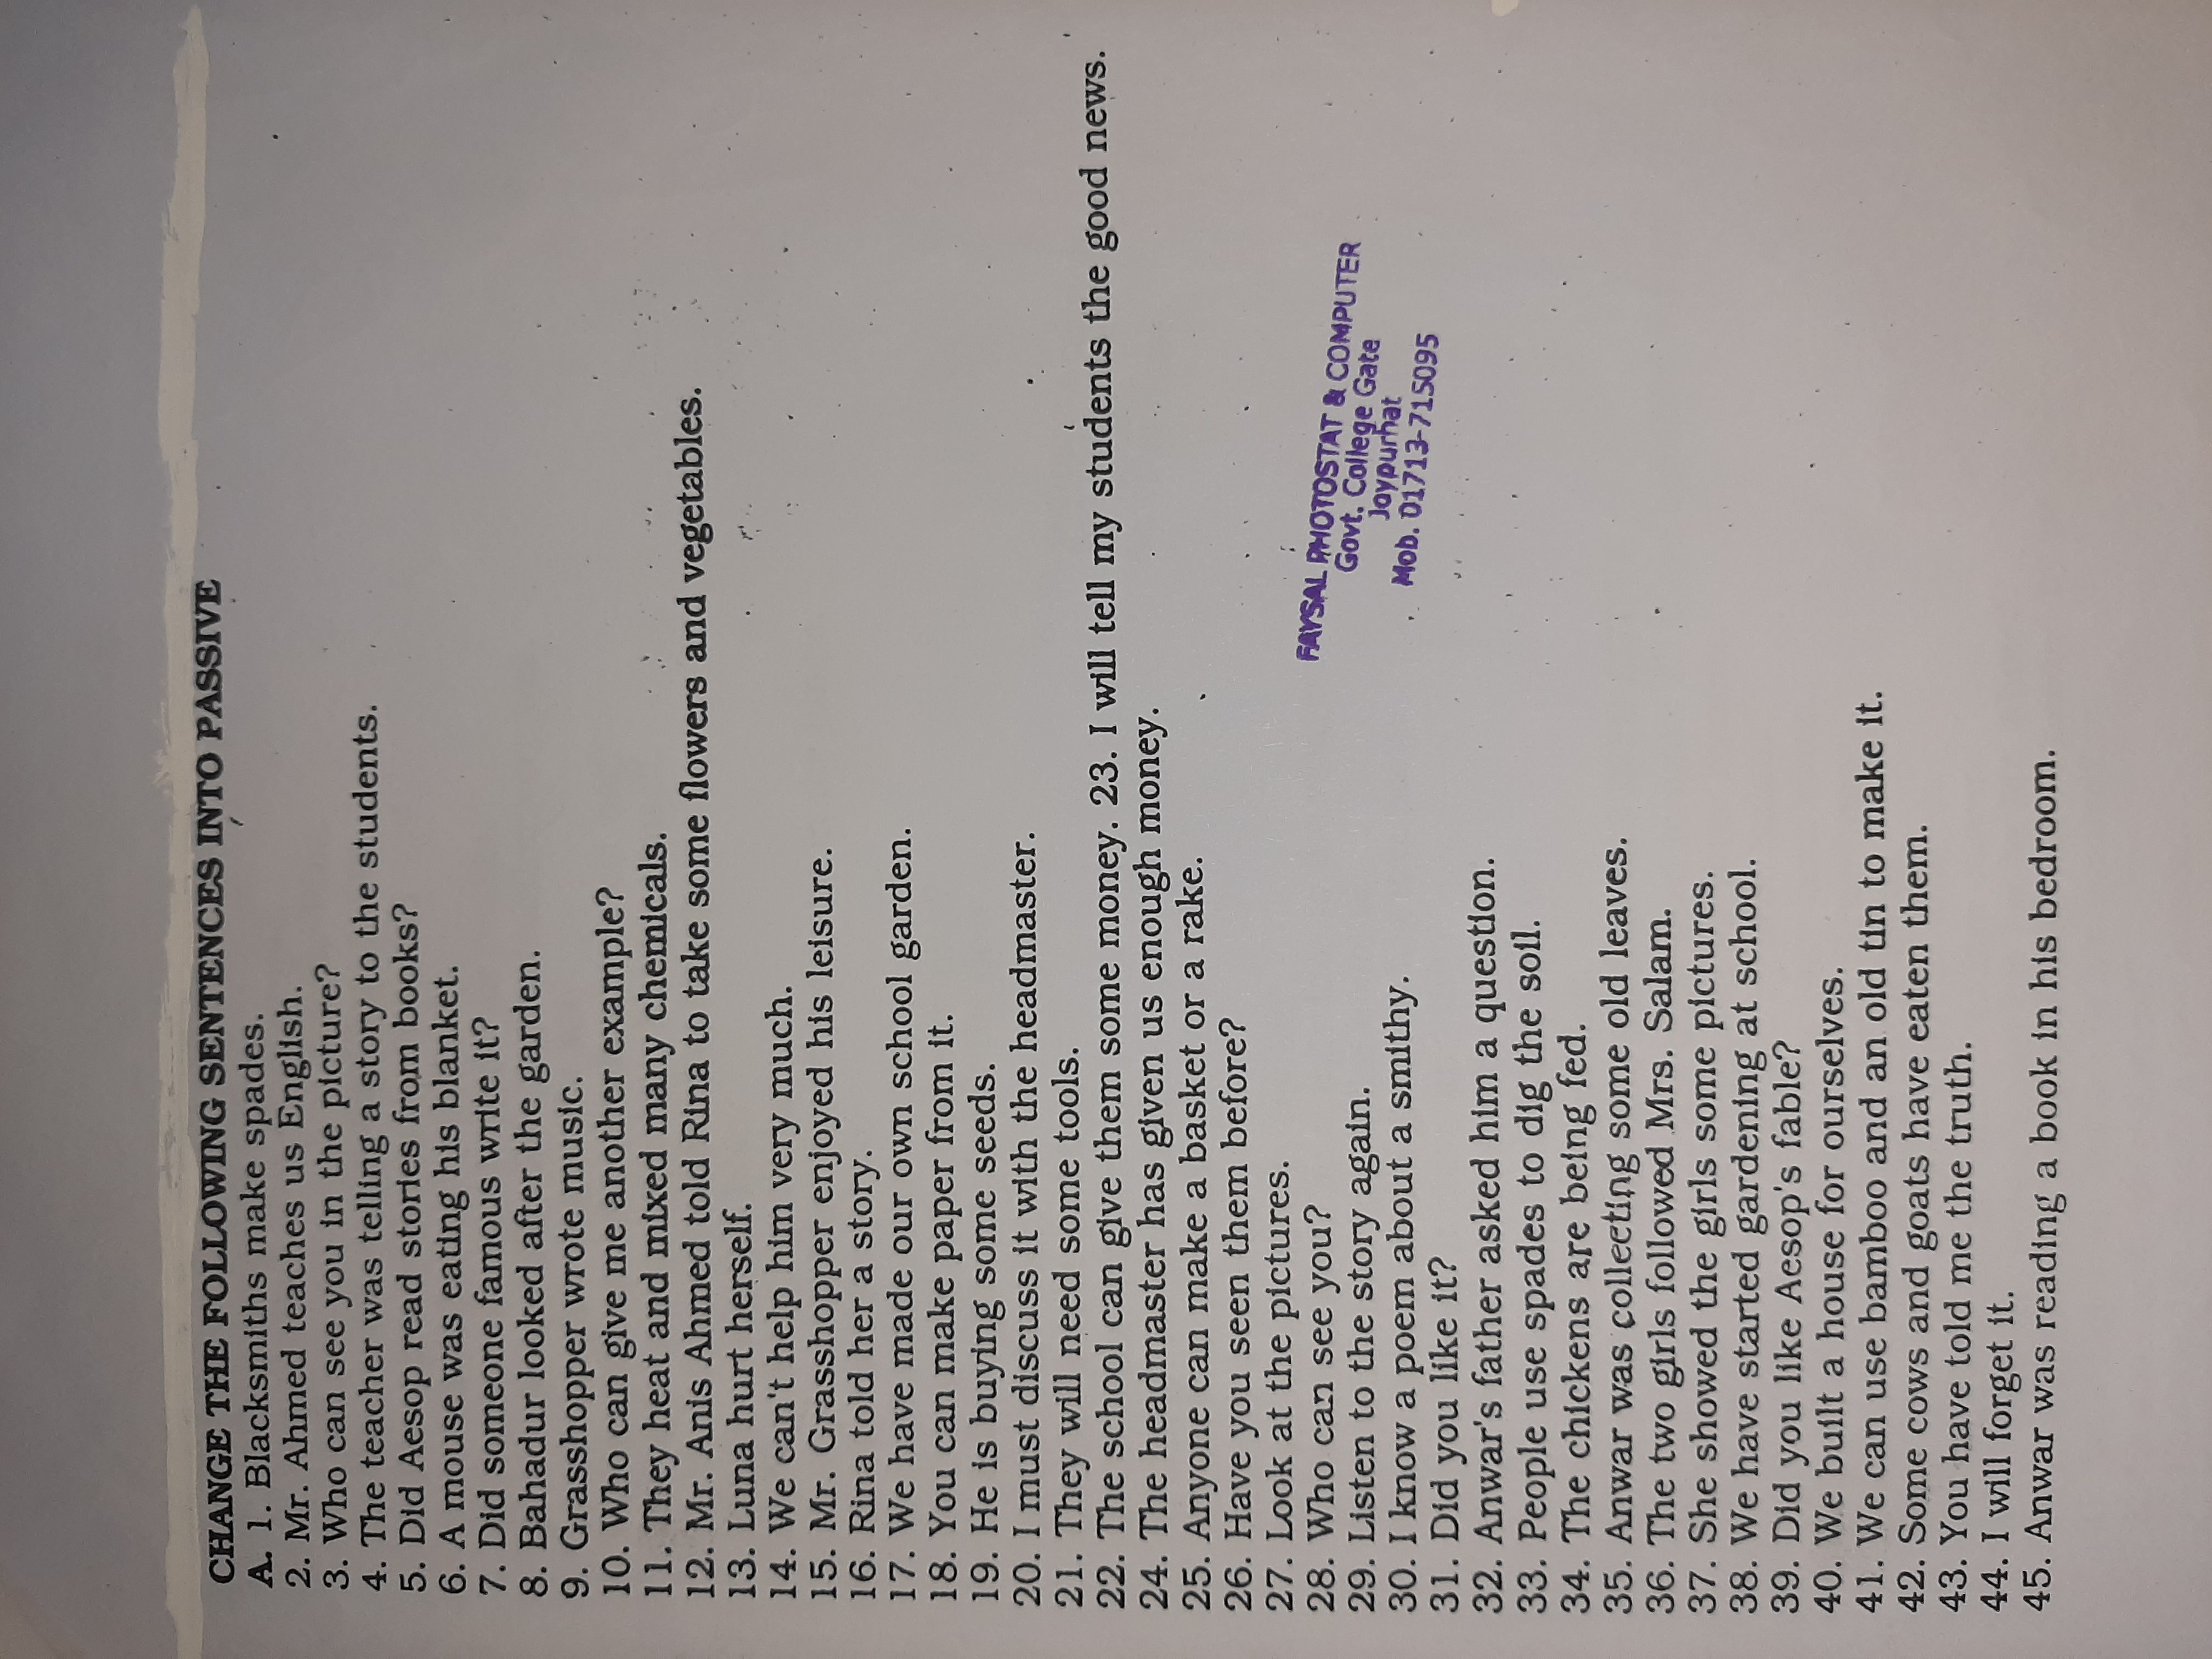 CHANGE THE FOLLOWING SENTENCES INTO PASSIVE
A. 1. Blacksmiths make spades.
2. Mr. Ahmed teaches us English.
3. Who can see you in the picture?
4. The teacher was telling a story to the students.
5. Did Aesop read stories from books?
6. A mouse was eating his blanket.
7. Did someone famous write it?
8. Bahadur looked after the garden.
9. Grasshopper wrote music.
10. Who can give me another example?
11. They heat and mixed many chemicals.
12. Mr. Anis Ahmed told Rina to take some flowers and vegetables.
13. Luna hurt herself.
14. We can't help him very much.
15. Mr. Grasshopper enjoyed his leisure.
16. Rina told her a story.
17. We have made our own school garden.
18. You can make paper from it.
19. He is buying some seeds.
20. I must discuss it with the headmaster.
21. They will need some tools.
22. The school can give them some money. 23. I will tell my students the good news.
24. The headmaster has given us enough money.
25. Anyone can make a basket or a rake.
26. Have you seen them before?
27. Look at the pictures.
28. Who can see you?
29. Listen to the story again.
30. I know a poem about a smithy.
31. Did you like it?
32. Anwar's father asked him a question.
33. People use spades to dig the soil.
34. The chickens are being fed.
35. Anwar was collecting some old leaves.
36. The two girls followed Mrs. Salam.
37. She showed the girls some pictures.
38. We have started gardening at school.
39. Did you like Aesop's fable?
40. We built a house for ourselves.
41. We can use bamboo and an old tin to make it.
42. Some cows and goats have eaten them.
43. You have told me the truth.
44. I will forget it.
45. Anwar was reading a book in his bedroom.
FAYSAL PHOTOSTAT & COMPUTER
Govt. College Gate
Joypurhat
Mob. 01713-715095